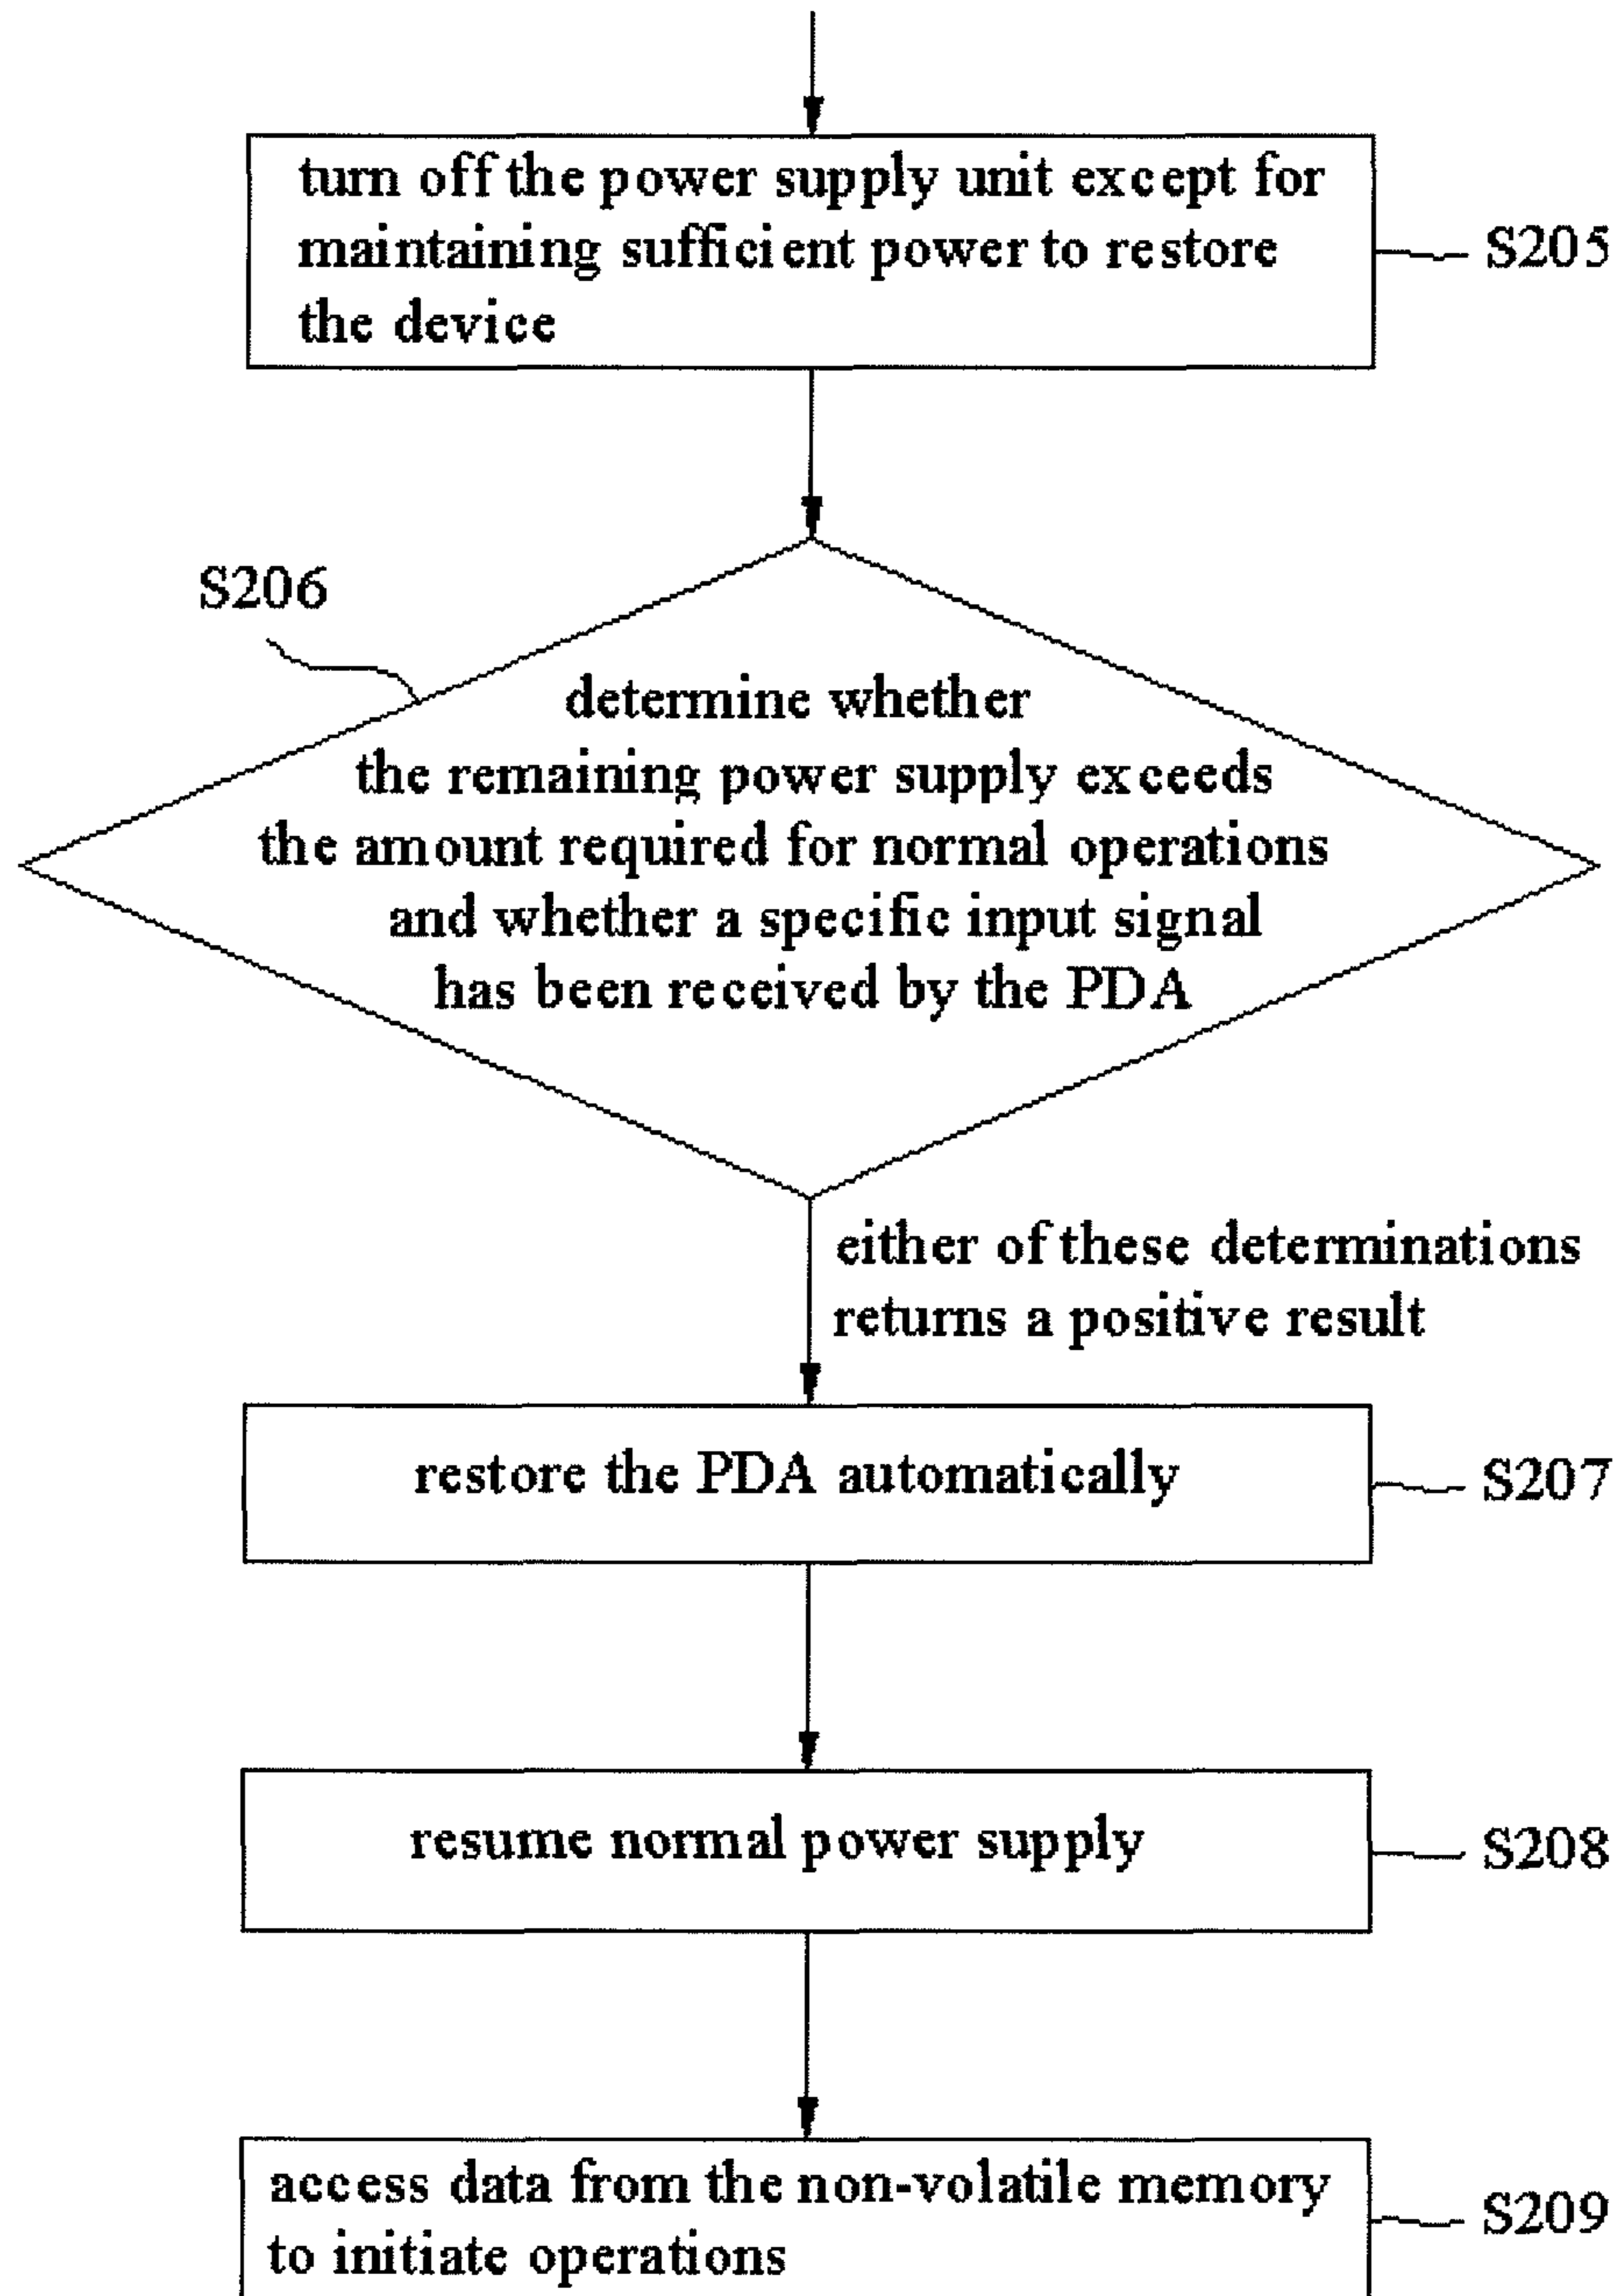 turn off the power supply unit except for
maintaining sufficient power to restore
the device
S205
S206
determine whether
the remaining power supply exceeds
the amount required for normal operations
and whether a specific input signal
has been received by the PDA
either of these determinations
returns a positive result
restore the PDA automatically
S207
resume normal power supply
S208
access data from the non-volatile memory
to initiate operations
S209